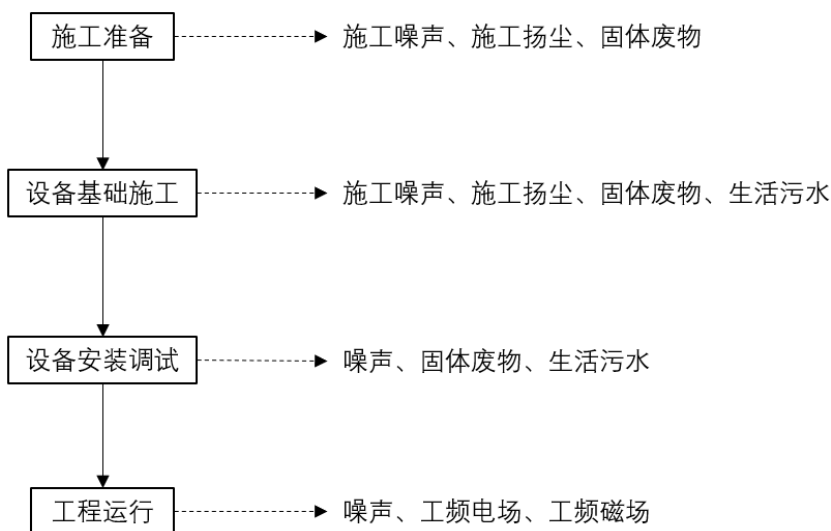 施工准备
施工噪声、施工扬尘、固体废物
设备基础施工
施工噪声、施工扬尘、固体废物、生活污水
设备安装调试
噪声、固体废物、生活污水
工程运行
噪声、工频电场、工频磁场